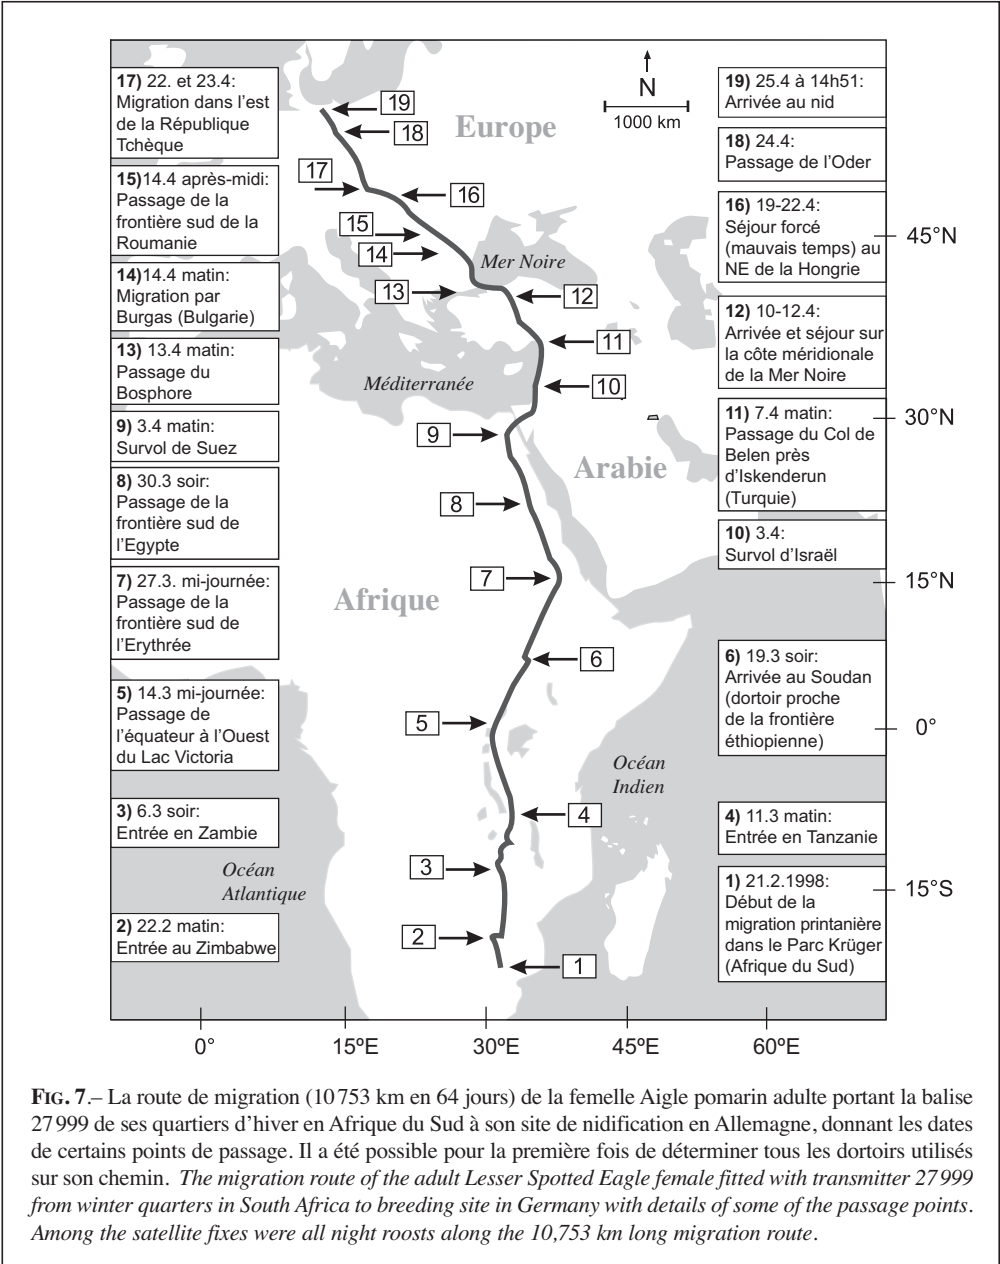 17) 22. et 23.4:
Migration dans l'est
de la République
Tchèque
15)14.4 après-midi:
Passage de la
frontière sud de la
Roumanie
14)14.4 matin:
Migration par
Burgas (Bulgarie)
13) 13.4 matin:
Passage du
Bosphore
9) 3.4 matin:
Survol de Suez
8) 30.3 soir:
Passage de la
frontière sud de
l'Egypte
7) 27.3. mi-journée:
Passage de la
frontière sud de
l'Erythrée
5) 14.3 mi-journée:
Passage de
l'équateur à l'Ouest
du Lac Victoria
3) 6.3 soir:
Entrée en Zambie
2) 22.2 matin:
Entrée au Zimbabwe
N
1000 km
Europe
19
18
17
16
15
14
Mer Noire
13
12
11
Méditerranée
10
9
Arabie
8
7
Afrique
6
5
Océan
Indien
4
3
Océan
Atlantique
2
1
19) 25.4 à 14h51:
Arrivée au nid
18) 24.4:
Passage de l'Oder
16) 19-22.4:
Séjour forcé
(mauvais temps) au
NE de la Hongrie
12) 10-12.4:
Arrivée et séjour sur
la côte méridionale
de la Mer Noire
11) 7.4 matin:
Passage du Col de
Belen près
d'Iskenderun
(Turquie)
10) 3.4:
Survol d'Israël
6) 19.3 soir:
Arrivée au Soudan
(dortoir proche
de la frontière
éthiopienne)
4) 11.3 matin:
Entrée en Tanzanie
1) 21.2.1998:
Début de la
migration printanière
dans le Parc Krüger
(Afrique du Sud)
45°N
30°N
15°N
0°
15°S
0°
15ºE
30ºE
45ºE
60ºE
FIG. 7.– La route de migration (10 753 km en 64 jours) de la femelle Aigle pomarin adulte portant la balise
27 999 de ses quartiers d'hiver en Afrique du Sud à son site de nidification en Allemagne, donnant les dates
de certains points de passage. Il a été possible pour la première fois de déterminer tous les dortoirs utilisés
sur son chemin. The migration route of the adult Lesser Spotted Eagle female fitted with transmitter 27 999
from winter quarters in South Africa to breeding site in Germany with details of some of the passage points.
Among the satellite fixes were all night roosts along the 10,753 km long migration route.